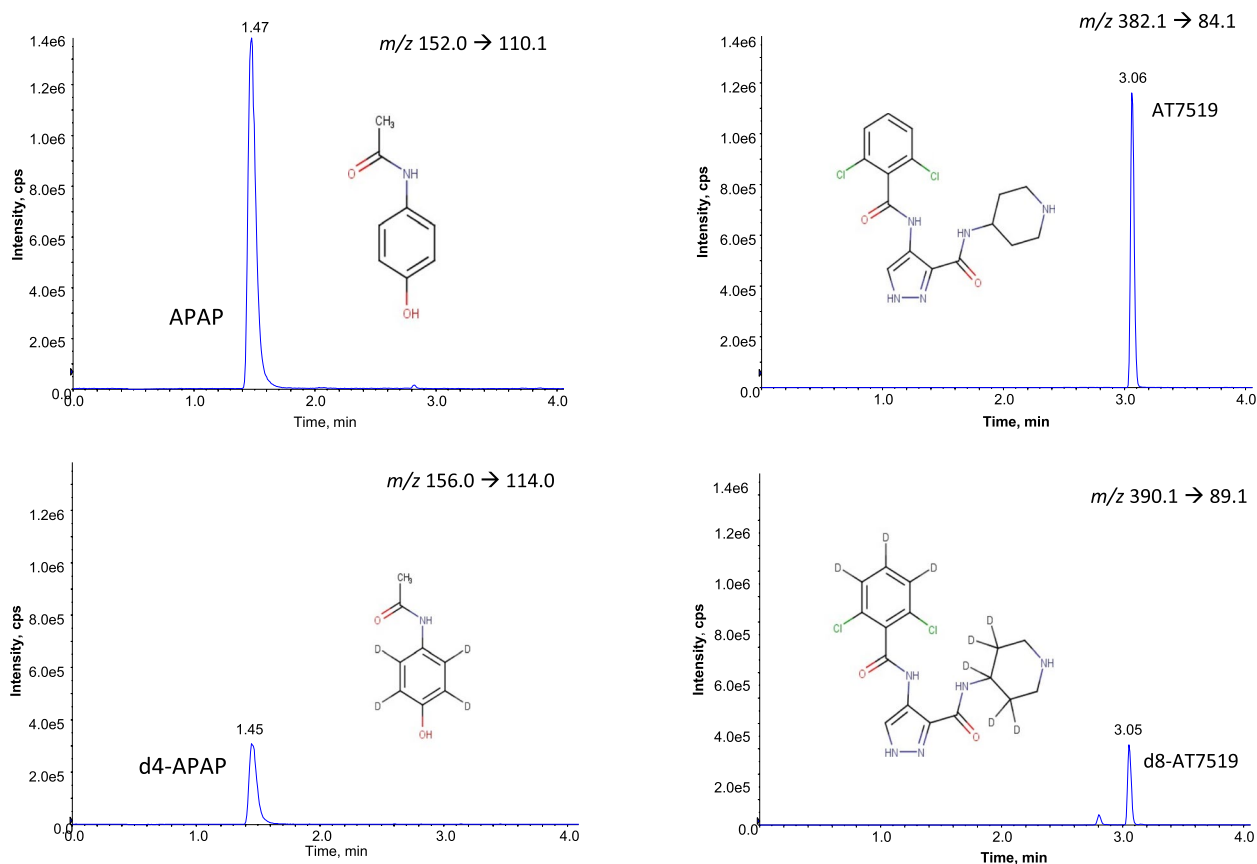 1.47
m/z 152.0 → 110.1
1.4e6
1.2e6
1.0e6
8.0e5
6.0e5
4.0e5
2.0e5
0.0
Intensity, cps
APAP
CH3
O
NH
OH
0.0 1.0 2.0 3.0 4.0
Time, min
m/z 382.1 → 84.1
3.06
AT7519
1.4e6
1.2e6
1.0e6
8.0e5
6.0e5
4.0e5
2.0e5
0.0
Intensity, cps
Cl
Cl
O
NH
HN
NH
O
HN
N
1.0 2.0 3.0 4.0
Time, min
m/z 156.0 → 114.0
1.2e6
1.0e6
8.0e5
6.0e5
4.0e5
2.0e5
0.0
Intensity, cps
1.45
d4-APAP
CH3
O
NH
D
D
D
D
OH
0.0 1.0 2.0 3.0 4.0
Time, min
m/z 390.1 → 89.1
1.4e6
1.2e6
1.0e6
8.0e5
6.0e5
4.0e5
2.0e5
0.0
Intensity, cps
D
D
D
Cl
Cl
O
NH
D
D
D
HN
NH
D
D
O
HN
N
3.05
d8-AT7519
1.0 2.0 3.0 4.0
Time, min